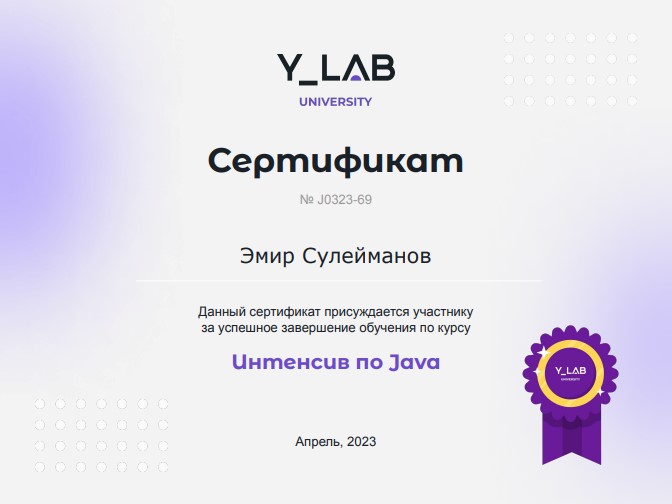 Y_LAB
UNIVERSITY
Сертификат
№ J0323-69
Эмир Сулейманов
Данный сертификат присуждается участнику
за успешное завершение обучения по курсу
Интенсив по Java
Y_LAB
UNIVERSITY
Апрель, 2023